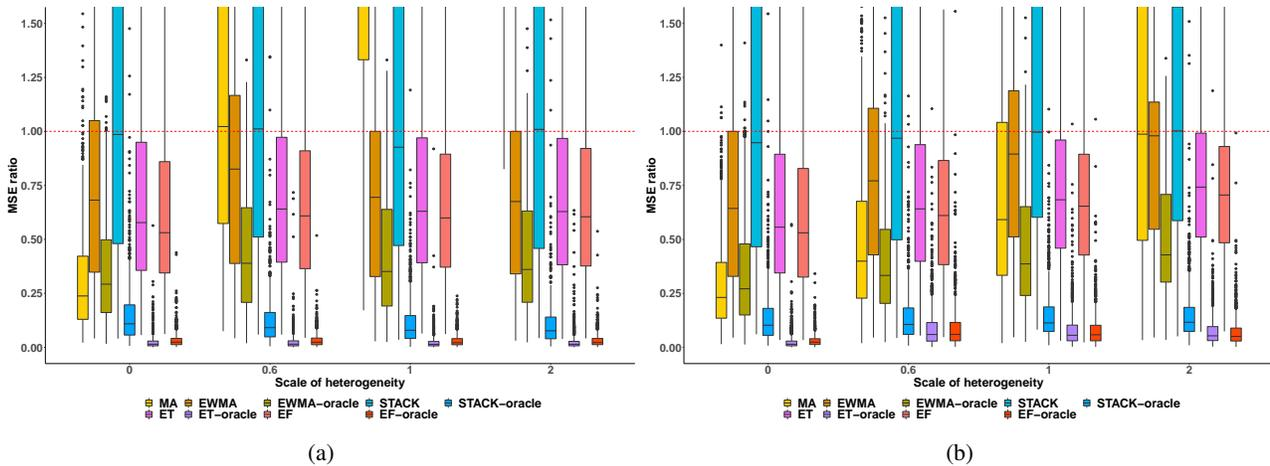 1.50
1.25
1.00
0.75
0.50
0.25
0.00
MSE ratio
0 0.6 1 2
Scale of heterogeneity
MA EWMA EWMA−oracle STACK STACK−oracle
ET ET−oracle EF EF−oracle
(a)
1.50
1.25
1.00
0.75
0.50
0.25
0.00
MSE ratio
0 0.6 1 2
Scale of heterogeneity
MA EWMA EWMA−oracle STACK STACK−oracle
ET ET−oracle EF EF−oracle
(b)